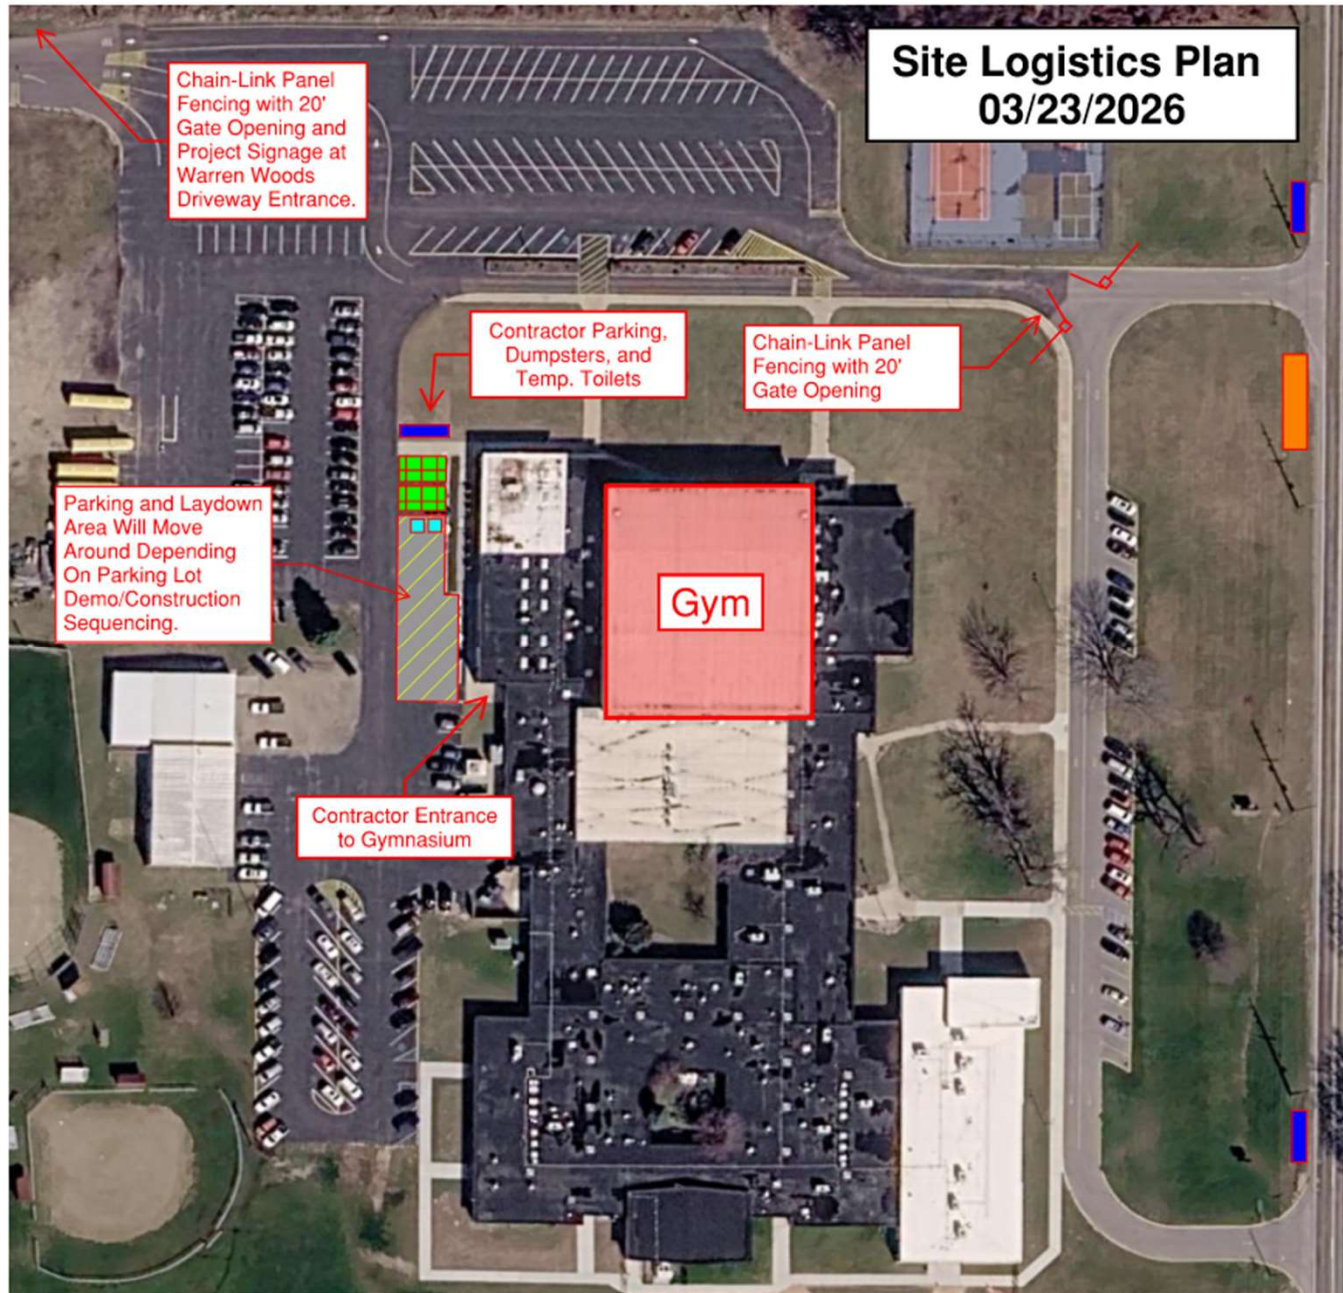 Site Logistics Plan
03/23/2026
Chain-Link Panel
Fencing with 20'
Gate Opening and
Project Signage at
Warren Woods
Driveway Entrance.
Contractor Parking,
Dumpsters, and
Temp. Toilets
Chain-Link Panel
Fencing with 20'
Gate Opening
Parking and Laydown
Area Will Move
Around Depending
On Parking Lot
Demo/Construction
Sequencing.
Gym
Contractor Entrance
to Gymnasium